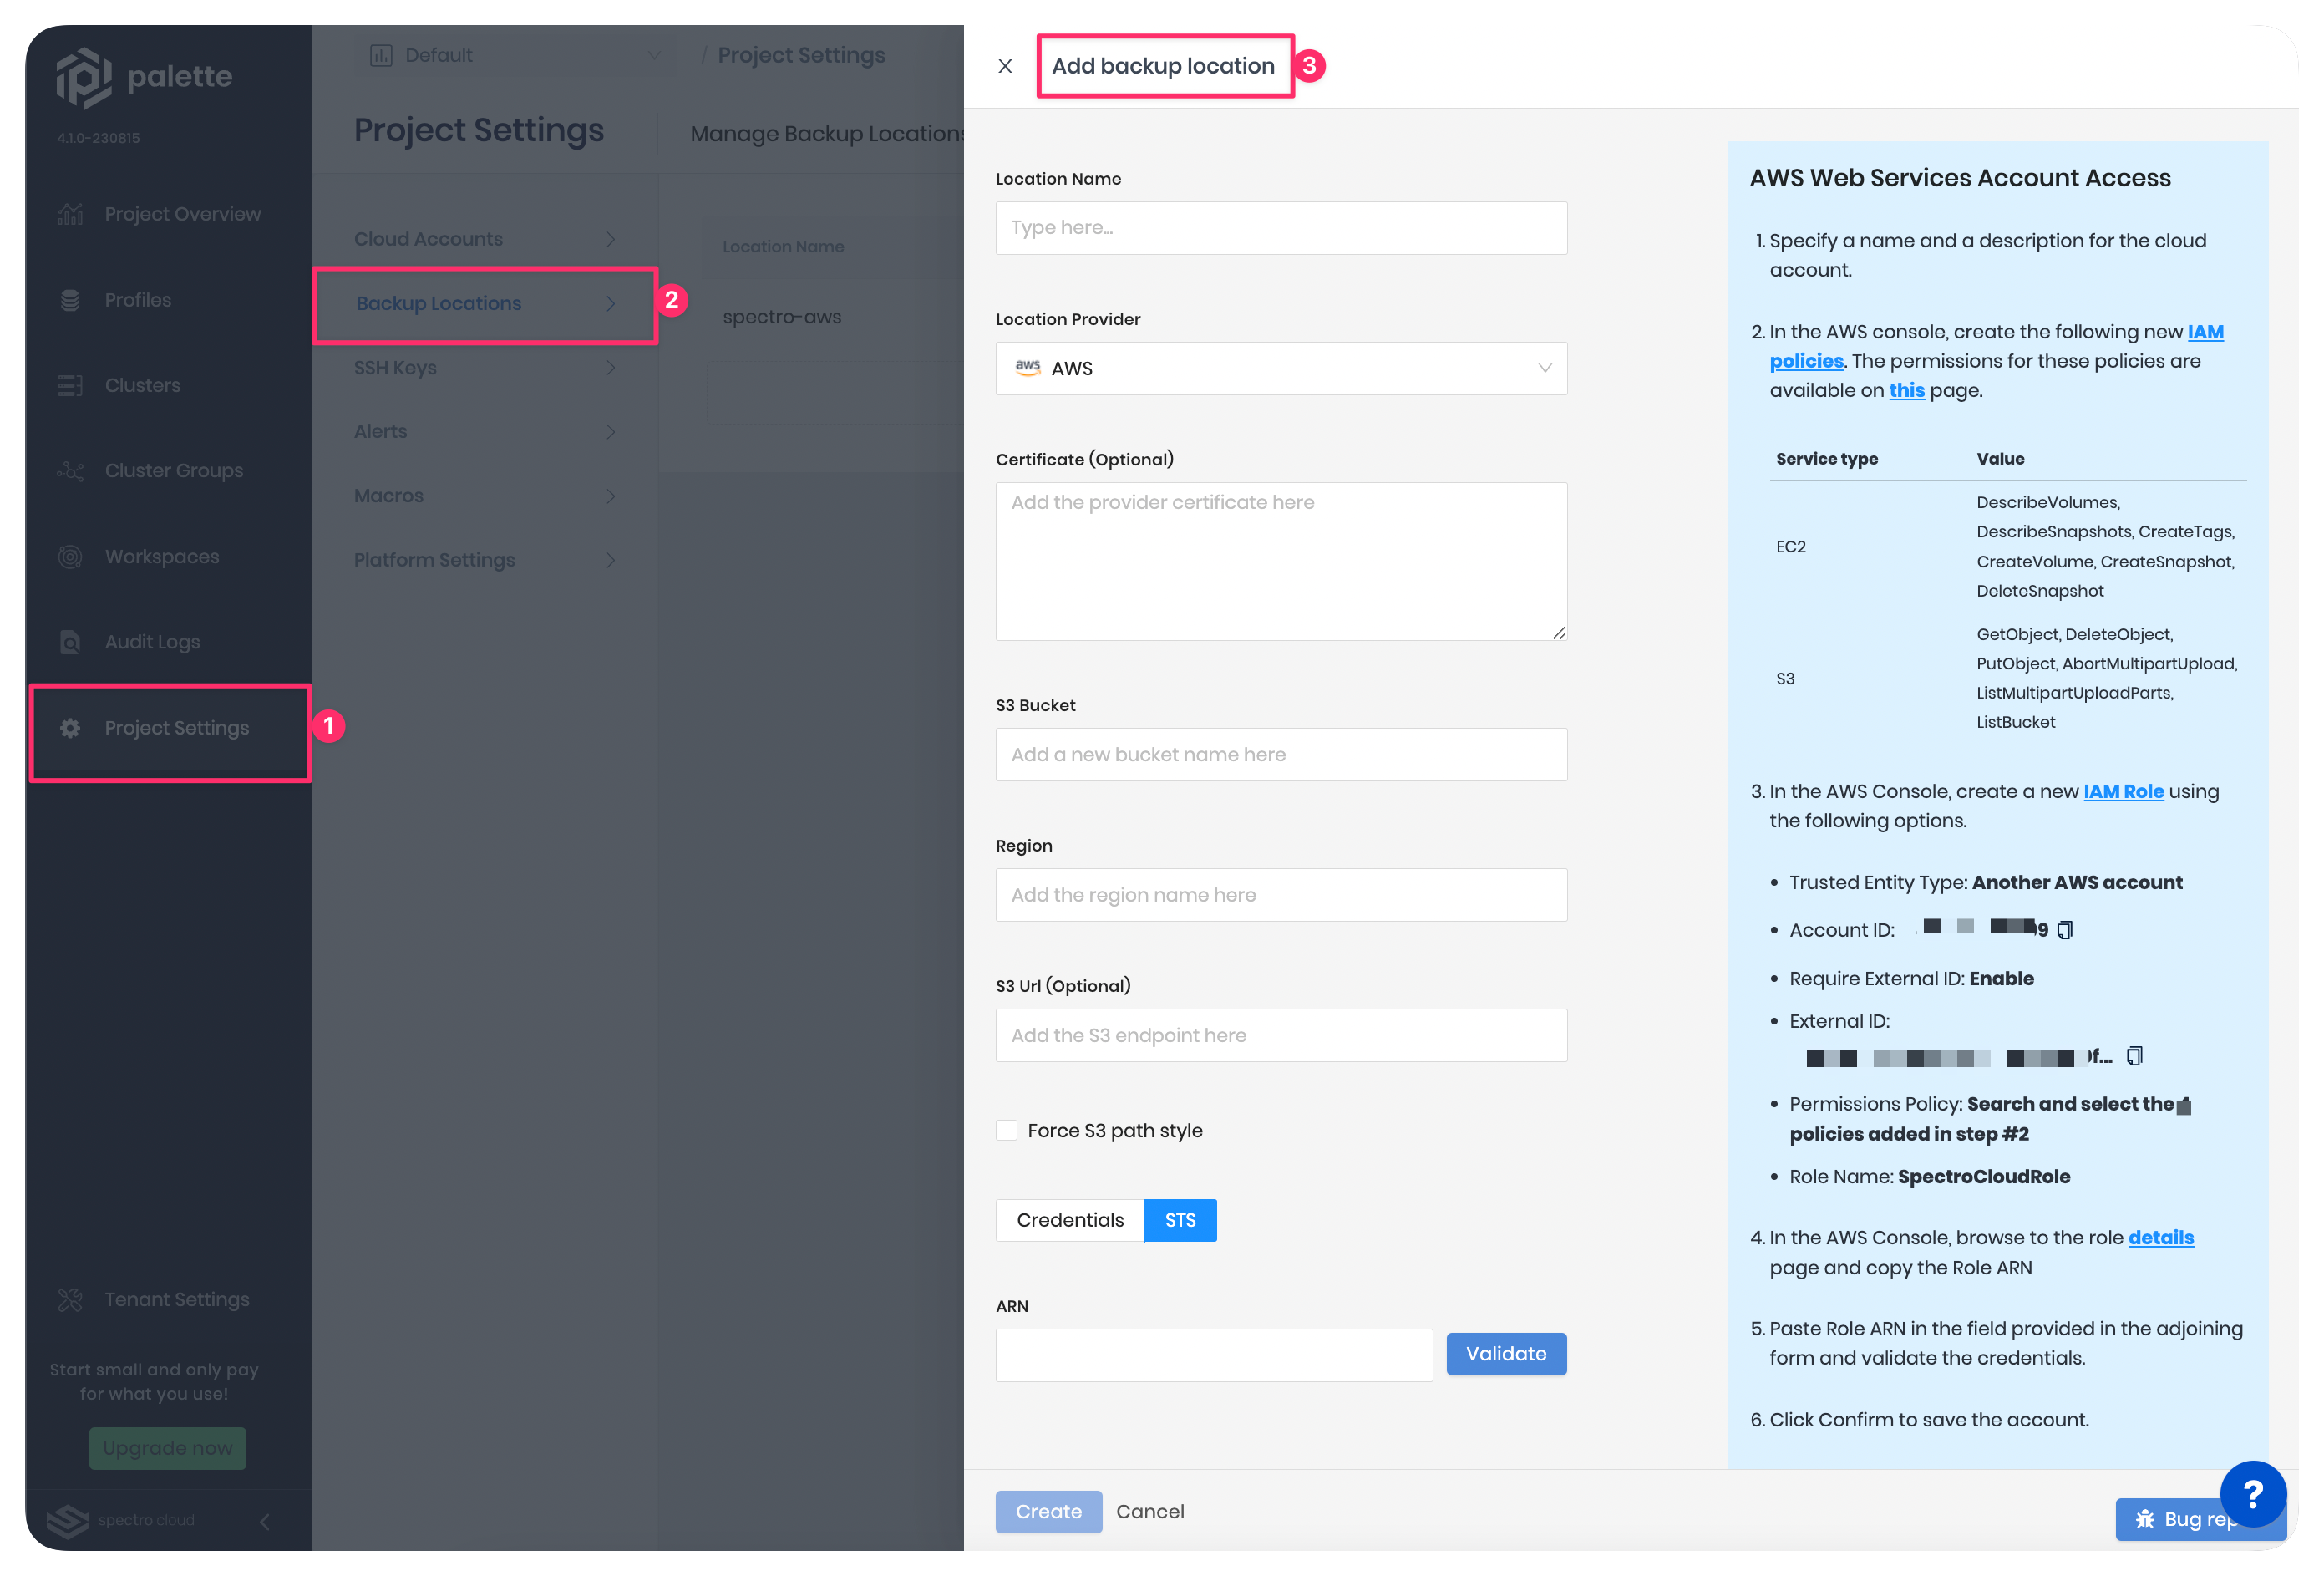 palette
4.1.0-230815
Project Overview
Profiles
Clusters
Cluster Groups
Workspaces
Audit Logs
Project Settings
1
Tenant Settings
Start small and only pay
for what you use!
Upgrade now
spectro cloud
Default
/ Project Settings
Project Settings
Manage Backup Locations
Cloud Accounts
Backup Locations
2
SSH Keys
Alerts
Macros
Platform Settings
Location Name
spectro-aws
Add backup location
3
Location Name
Type here...
Location Provider
aws AWS
Certificate (Optional)
Add the provider certificate here
S3 Bucket
Add a new bucket name here
Region
Add the region name here
S3 Url (Optional)
Add the S3 endpoint here
Force S3 path style
Credentials STS
ARN
Validate
Create Cancel
AWS Web Services Account Access
1. Specify a name and a description for the cloud
account.
2. In the AWS console, create the following new IAM
policies. The permissions for these policies are
available on this page.
Service type Value
EC2
DescribeVolumes,
DescribeSnapshots, CreateTags,
CreateVolume, CreateSnapshot,
DeleteSnapshot
S3
GetObject, DeleteObject,
PutObject, AbortMultipartUpload,
ListMultipartUploadParts,
ListBucket
3. In the AWS Console, create a new IAM Role using
the following options.
• Trusted Entity Type: Another AWS account
• Account ID: 9
• Require External ID: Enable
• External ID:
f...
• Permissions Policy: Search and select the
policies added in step #2
• Role Name: SpectroCloudRole
4. In the AWS Console, browse to the role details
page and copy the Role ARN
5. Paste Role ARN in the field provided in the adjoining
form and validate the credentials.
6. Click Confirm to save the account.
?
Bug rep